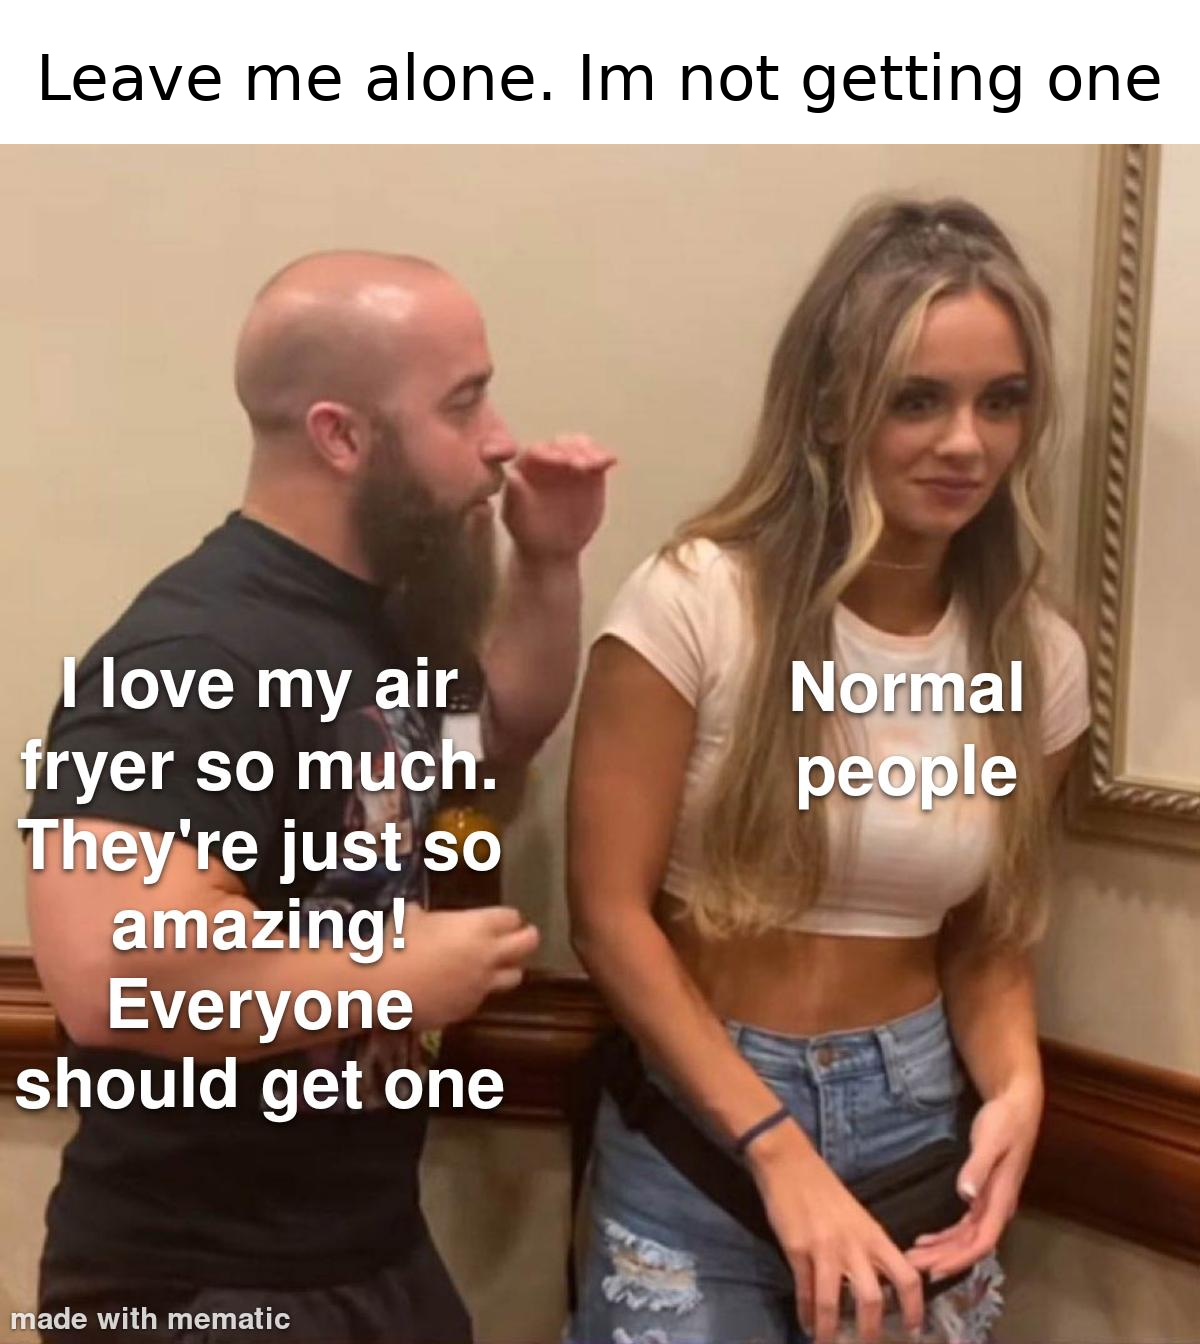 Leave me alone. Im not getting one
I love my air
fryer so much.
They're just so
amazing!
Everyone
should get one
Normal
people
made with mematic